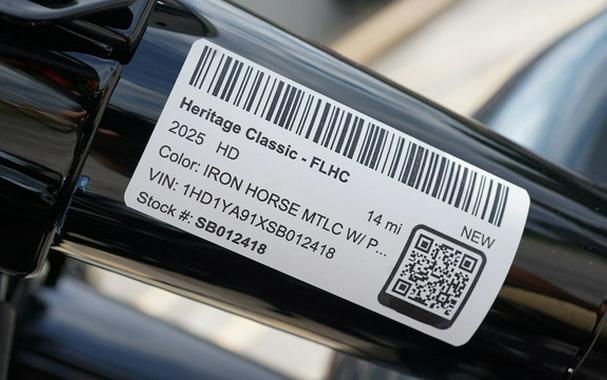 Heritage Classic - FLHC
2025 HD
14 mi
NEW
Color: IRON HORSE MTLC W/ P...
VIN: 1HD1YA91XSB012418
Stock #: SB012418